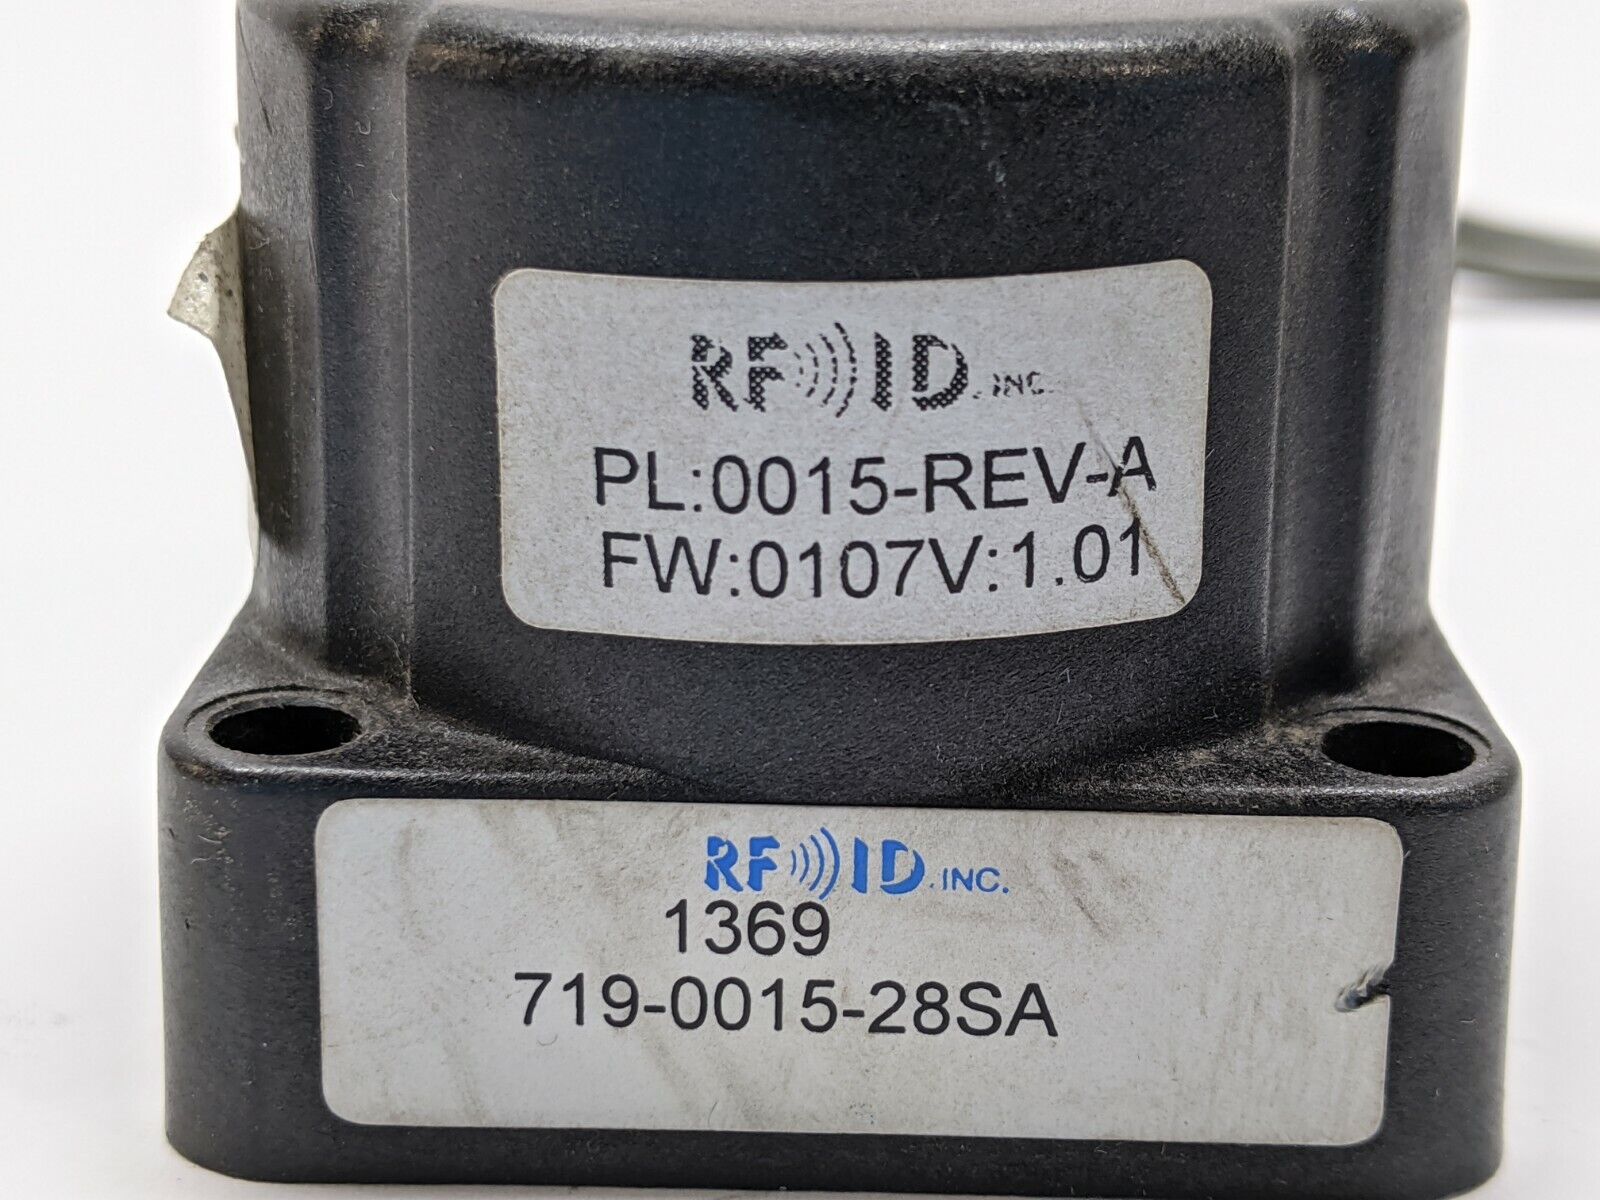 RFID, INC.
PL:0015-REV-A
FW:0107V:1.01
RFID, INC.
1369
719-0015-28SA